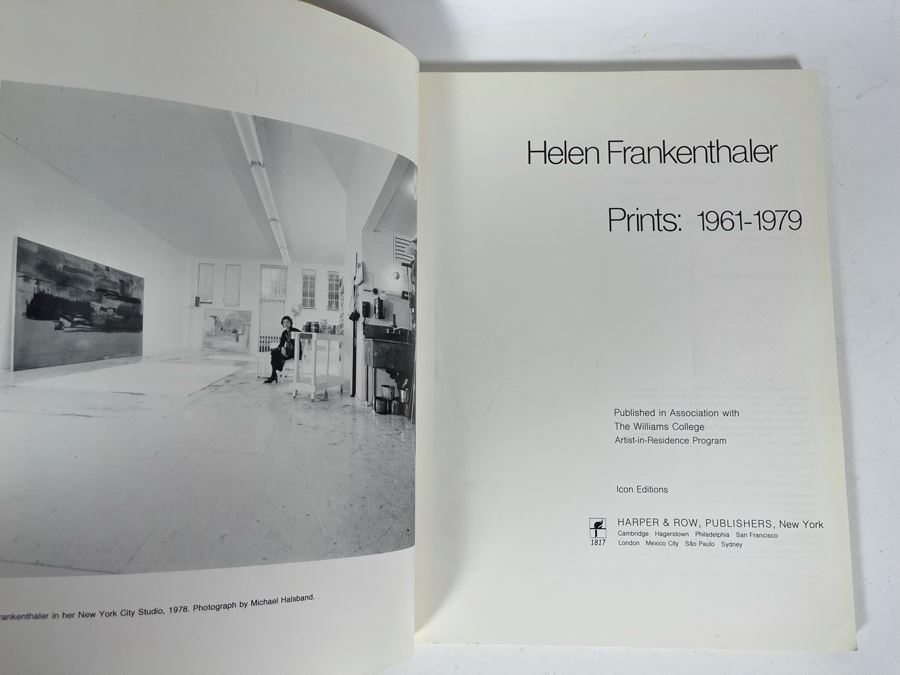 rankenthaler in her New York City Studio, 1978. Photograph by Michael Halsband.
Helen Frankenthaler
Prints: 1961-1979
Published in Association with
The Williams College
Artist-in-Residence Program
Icon Editions
HARPER & ROW, PUBLISHERS, New York
Cambridge Hagerstown Philadelphia San Francisco
London Mexico City São Paulo Sydney
1817